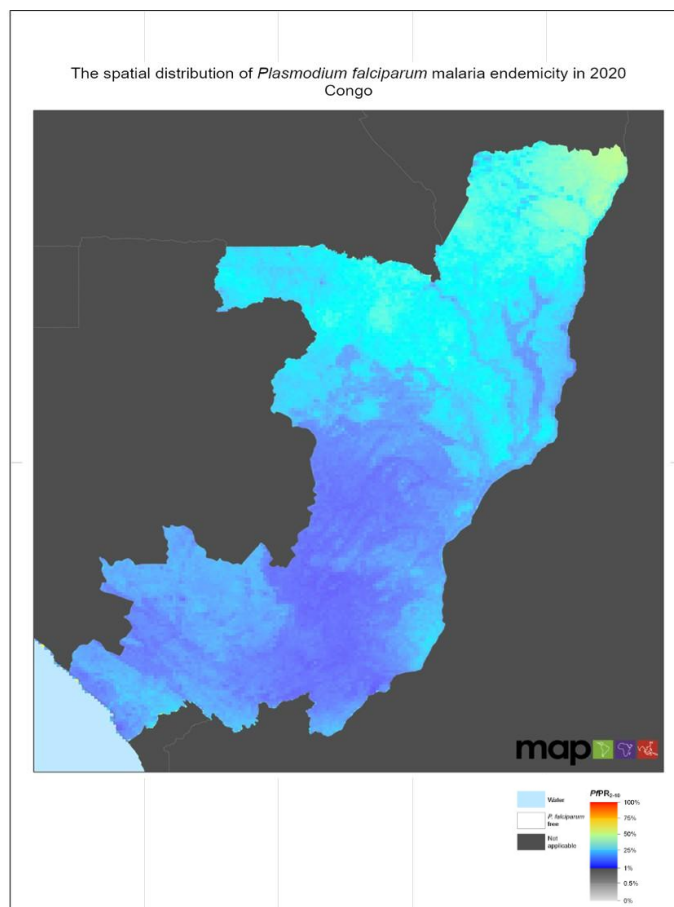 The spatial distribution of Plasmodium falciparum malaria endemicity in 2020
Congo
map
Water
P. falciparum
free
Not
applicable
PfPR2-10
100%
75%
50%
25%
1%
0.5%
0%